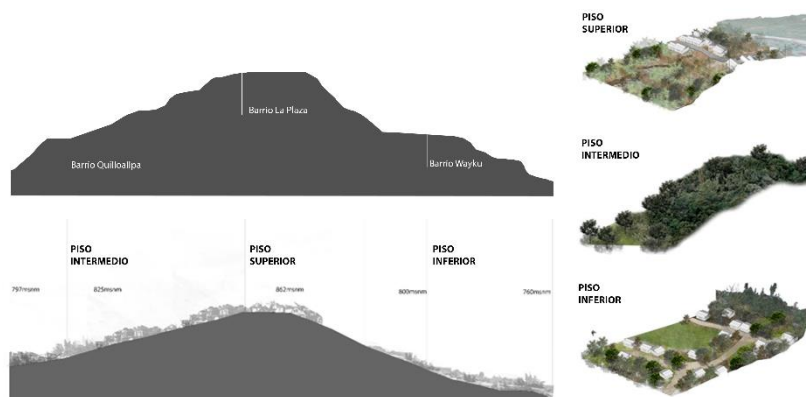 Barrio La Plaza
Barrio Quilloallpa
Barrio Wayku
PISO
INTERMEDIO
PISO
SUPERIOR
PISO
INFERIOR
797msnm
825msnm
862msnm
800msnm
760msnm
PISO
SUPERIOR
PISO
INTERMEDIO
PISO
INFERIOR